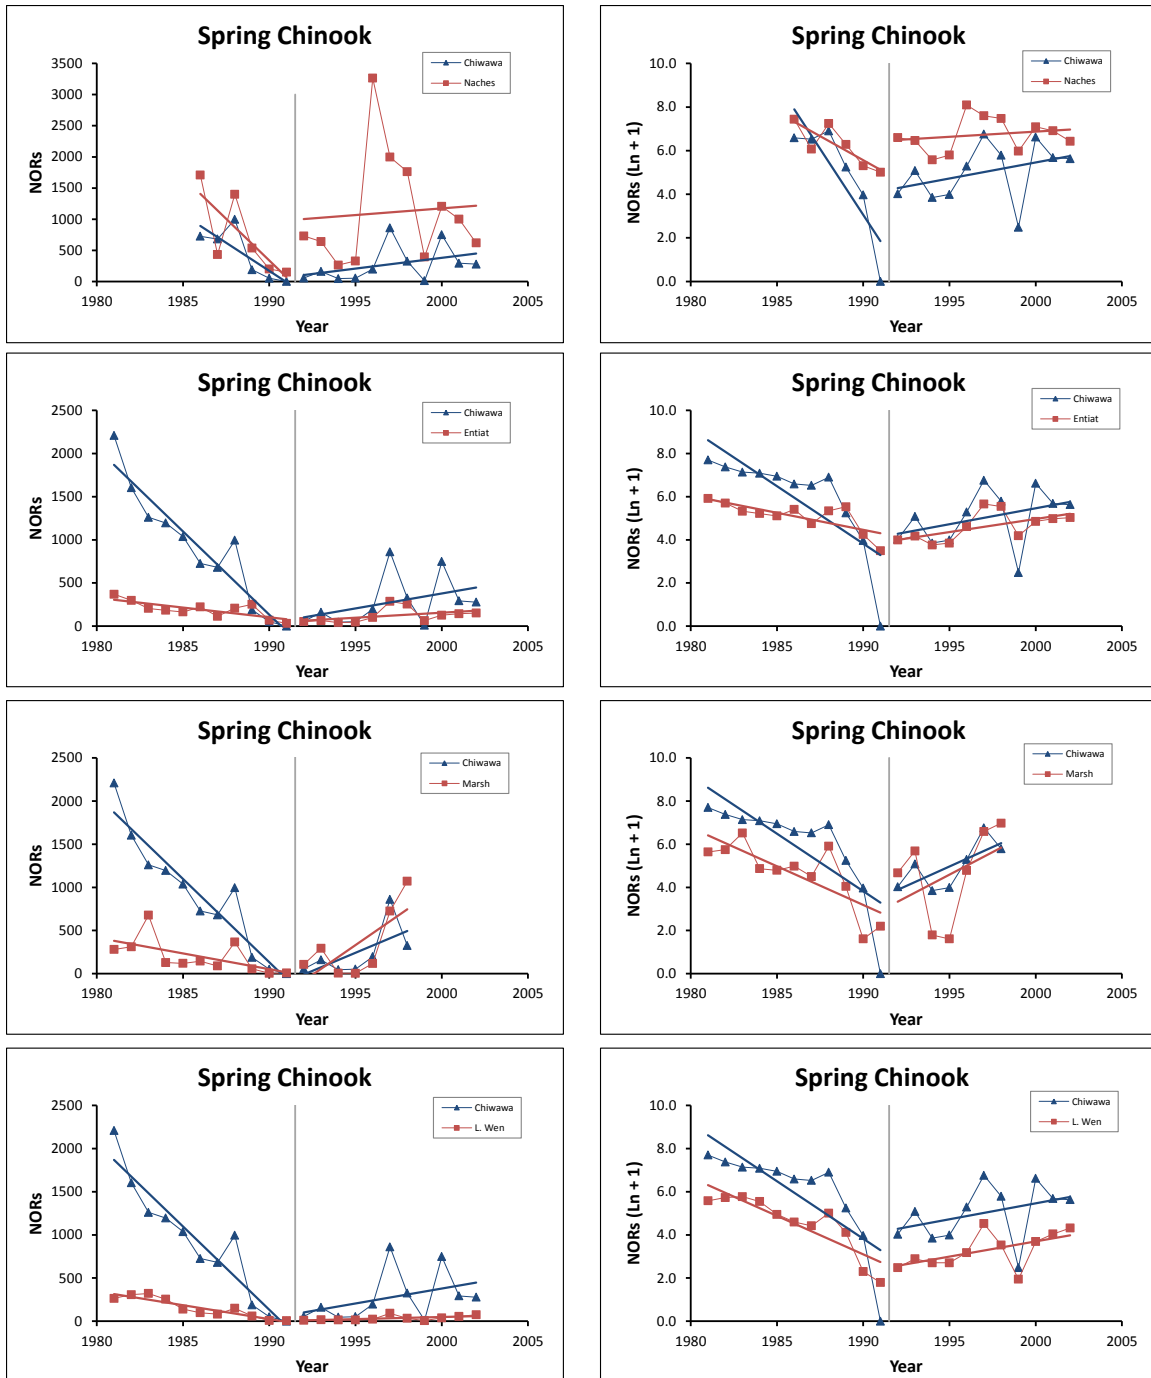 Spring Chinook
Chiwawa
Naches
NORs
3500
3000
2500
2000
1500
1000
500
0
1980 1985 1990 1995 2000 2005
Year
Spring Chinook
Chiwawa
Naches
NORs (Ln + 1)
10.0
8.0
6.0
4.0
2.0
0.0
1980 1985 1990 1995 2000 2005
Year
Spring Chinook
Chiwawa
Entiat
NORs
2500
2000
1500
1000
500
0
1980 1985 1990 1995 2000 2005
Year
Spring Chinook
Chiwawa
Entiat
NORs (Ln + 1)
10.0
8.0
6.0
4.0
2.0
0.0
1980 1985 1990 1995 2000 2005
Year
Spring Chinook
Chiwawa
Marsh
NORs
2500
2000
1500
1000
500
0
1980 1985 1990 1995 2000 2005
Year
Spring Chinook
Chiwawa
Marsh
NORs (Ln + 1)
10.0
8.0
6.0
4.0
2.0
0.0
1980 1985 1990 1995 2000 2005
Year
Spring Chinook
Chiwawa
L. Wen
NORs
2500
2000
1500
1000
500
0
1980 1985 1990 1995 2000 2005
Year
Spring Chinook
Chiwawa
L. Wen
NORs (Ln + 1)
10.0
8.0
6.0
4.0
2.0
0.0
1980 1985 1990 1995 2000 2005
Year